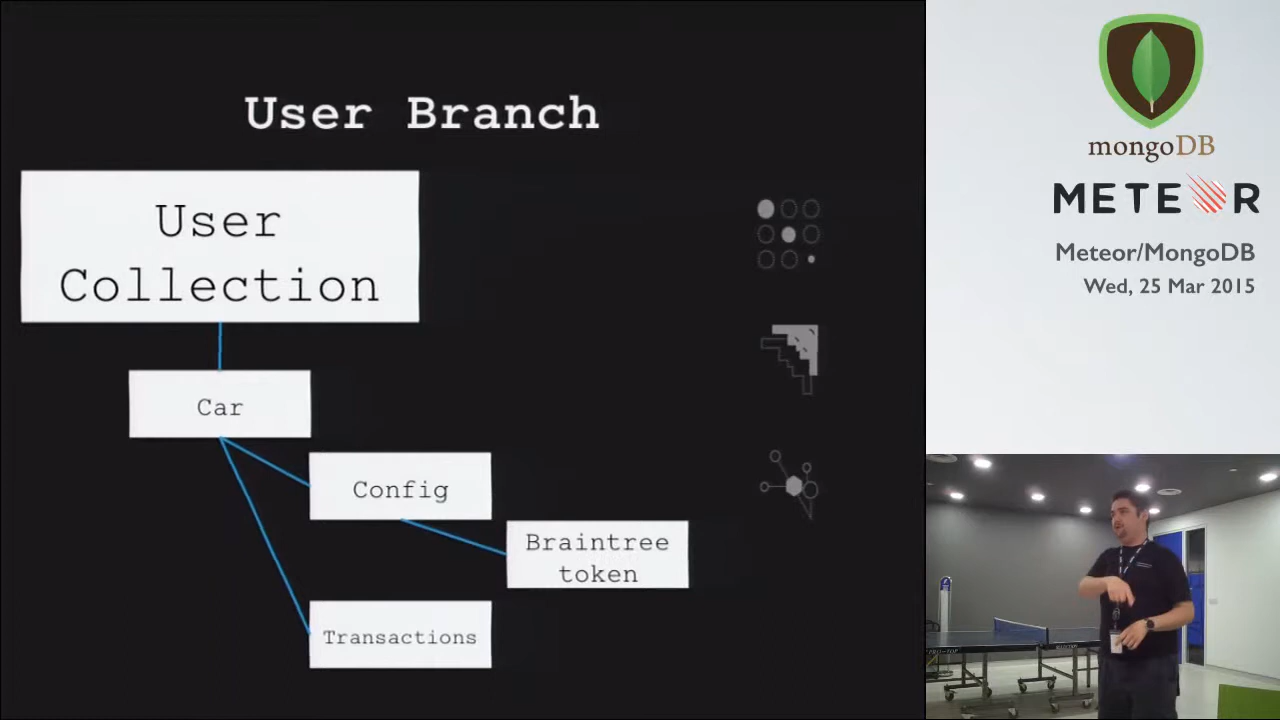 User Branch
User
Collection
Car
Config
Braintree
token
Transactions
mongoDB
METEOR
Meteor/MongoDB
Wed, 25 Mar 2015